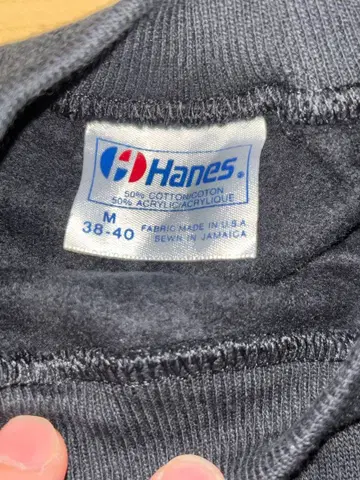 Hanes®
50% COTTON/COTON
50% ACRYLIC/ACRYLIQUE
M
38-40
FABRIC MADE IN U.S.A.
SEWN IN JAMAICA